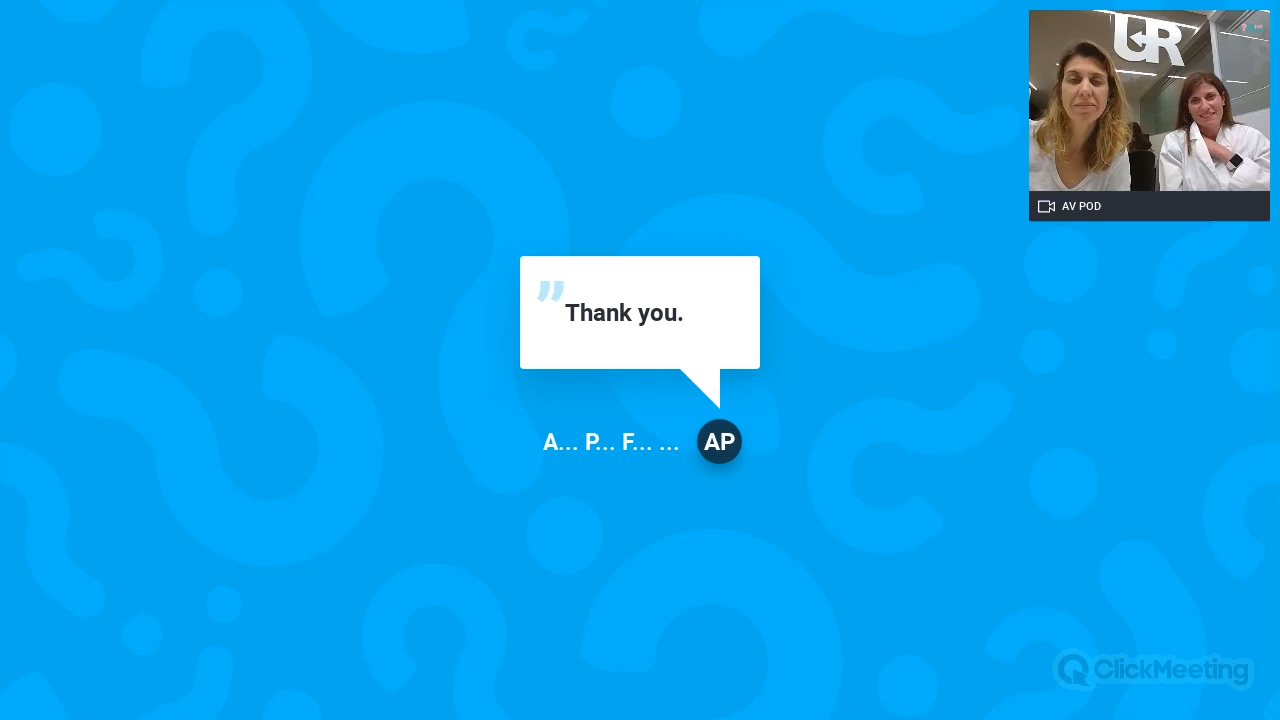 UR
AV POD
”
Thank you.
A... P... F... ...
AP
ClickMeeting